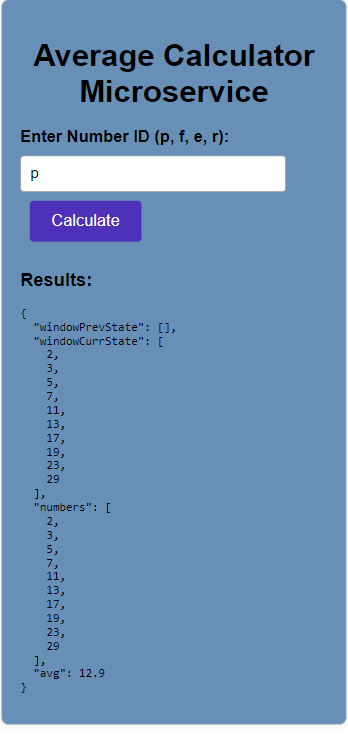 Average Calculator
Microservice
Enter Number ID (p, f, e, r):
p
Calculate
Results:
{
  "windowPrevState": [],
  "windowCurrState": [
    2,
    3,
    5,
    7,
    11,
    13,
    17,
    19,
    23,
    29
  ],
  "numbers": [
    2,
    3,
    5,
    7,
    11,
    13,
    17,
    19,
    23,
    29
  ],
  "avg": 12.9
}